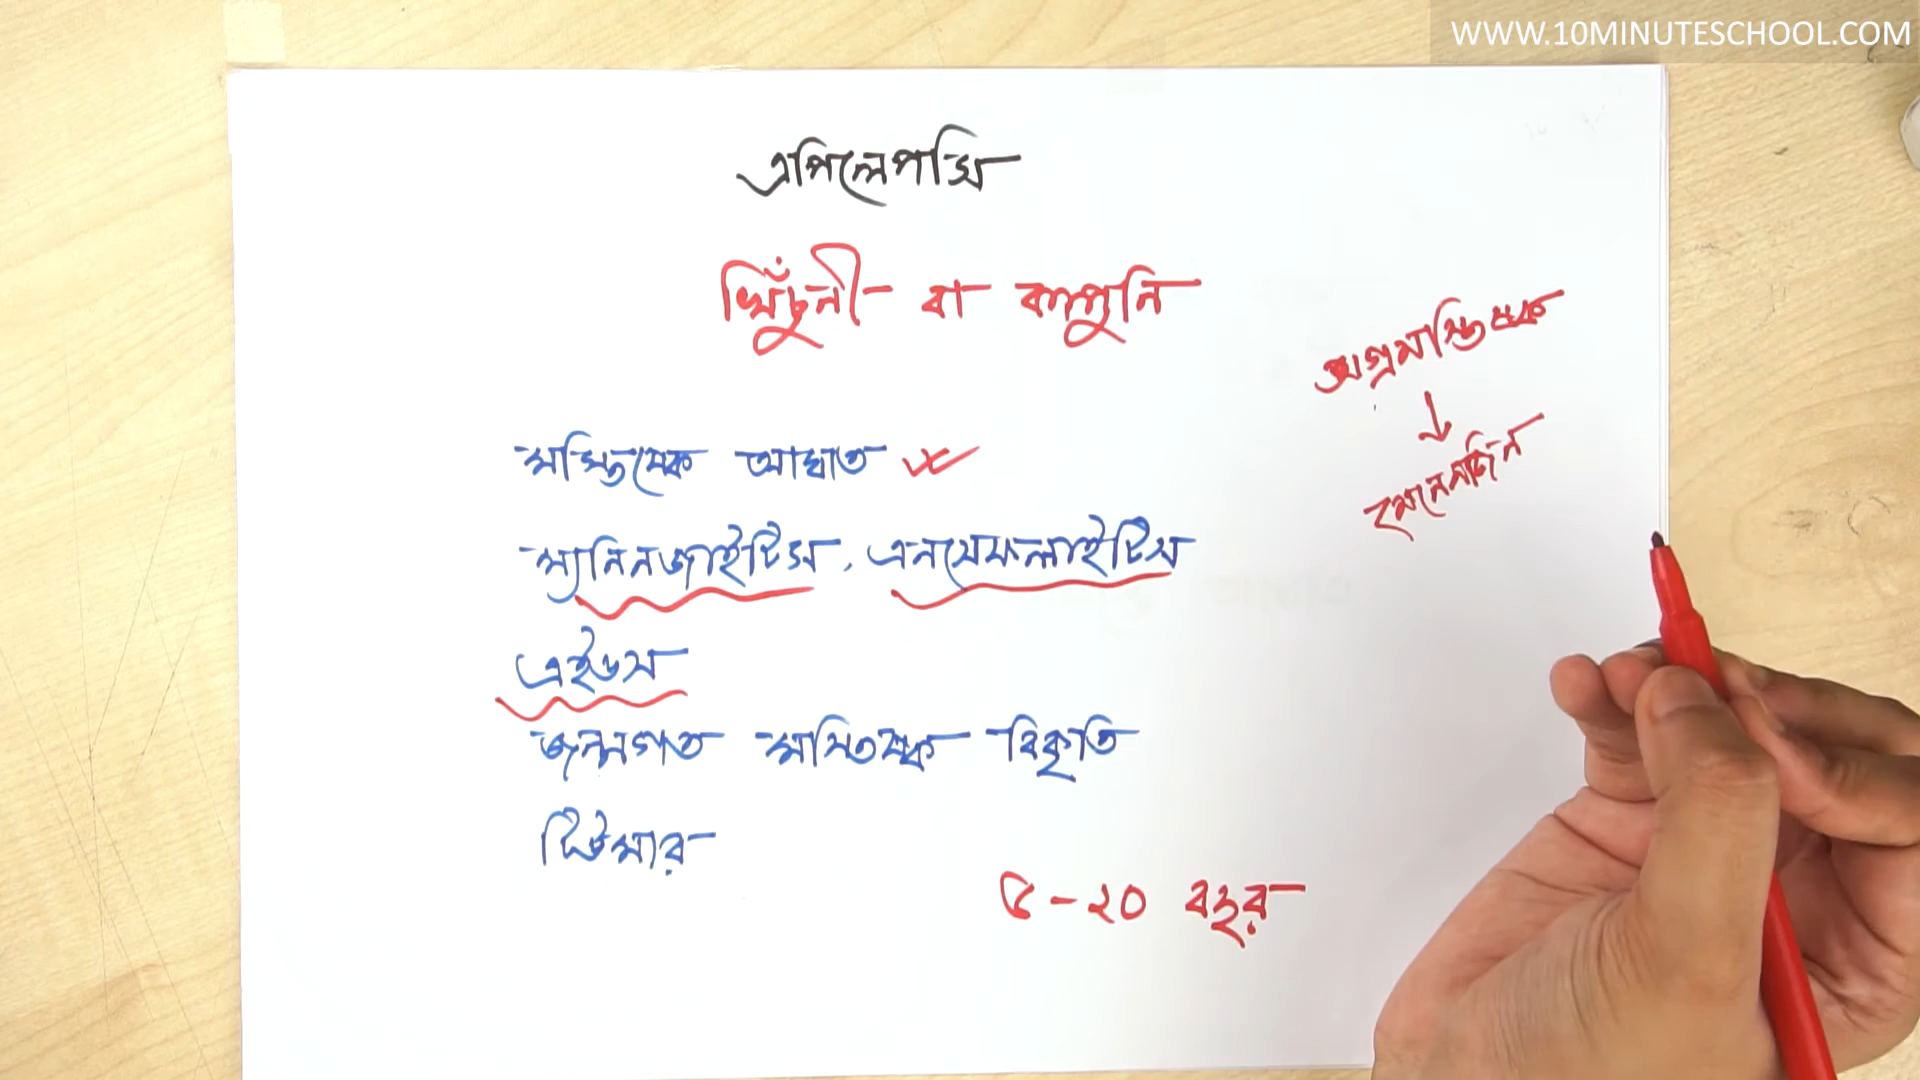 WWW.10MINUTESCHOOL.COM
এপিলেপসি
খিঁচুনী বা কাপুনি
অগ্রমস্তিষ্ক
↓
মস্তিষ্কে আঘাত
ম্যানিনজাইটিস, এনসেফলাইটিস
এইডস
জন্মগত মস্তিষ্ক বিকৃতি
টিউমার
৫-২০ বছর